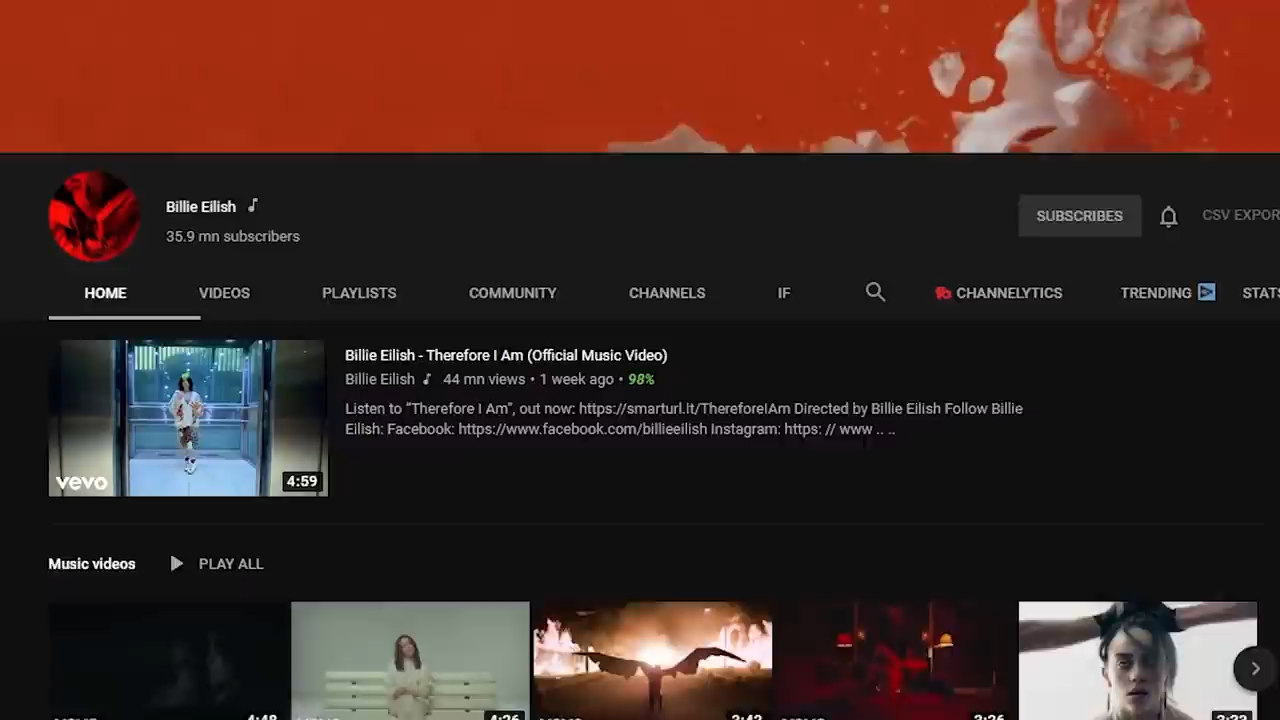 Billie Eilish
35.9 mn subscribers
SUBSCRIBES
CSV EXPOR
HOME VIDEOS PLAYLISTS COMMUNITY CHANNELS IF CHANNELYTICS TRENDING STATS
Billie Eilish - Therefore I Am (Official Music Video)
Billie Eilish 44 mn views • 1 week ago • 98%
Listen to “Therefore I Am”, out now: https://smarturl.It/ThereforeIAm Directed by Billie Eilish Follow Billie
Eilish: Facebook: https://www.facebook.com/billieeilish Instagram: https: // www .. ..
vevo
4:59
Music videos PLAY ALL